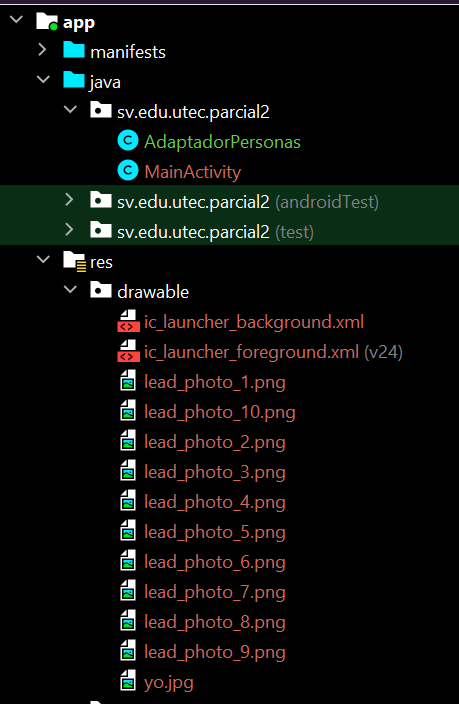 app
manifests
java
sv.edu.utec.parcial2
AdaptadorPersonas
MainActivity
sv.edu.utec.parcial2 (androidTest)
sv.edu.utec.parcial2 (test)
res
drawable
ic_launcher_background.xml
ic_launcher_foreground.xml (v24)
lead_photo_1.png
lead_photo_10.png
lead_photo_2.png
lead_photo_3.png
lead_photo_4.png
lead_photo_5.png
lead_photo_6.png
lead_photo_7.png
lead_photo_8.png
lead_photo_9.png
yo.jpg